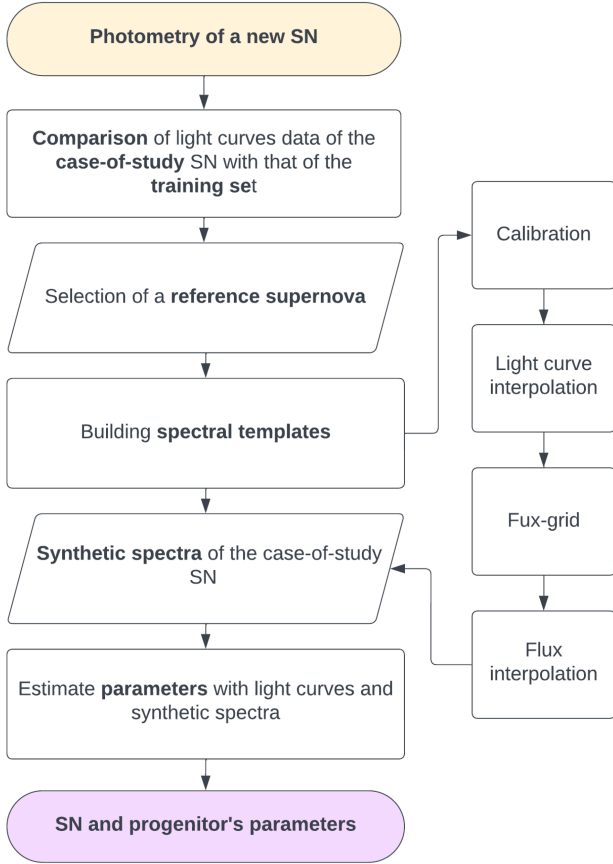 Photometry of a new SN
Comparison of light curves data of the
case-of-study SN with that of the
training set
Selection of a reference supernova
Building spectral templates
Synthetic spectra of the case-of-study
SN
Estimate parameters with light curves and
synthetic spectra
SN and progenitor's parameters
Calibration
Light curve
interpolation
Fux-grid
Flux
interpolation